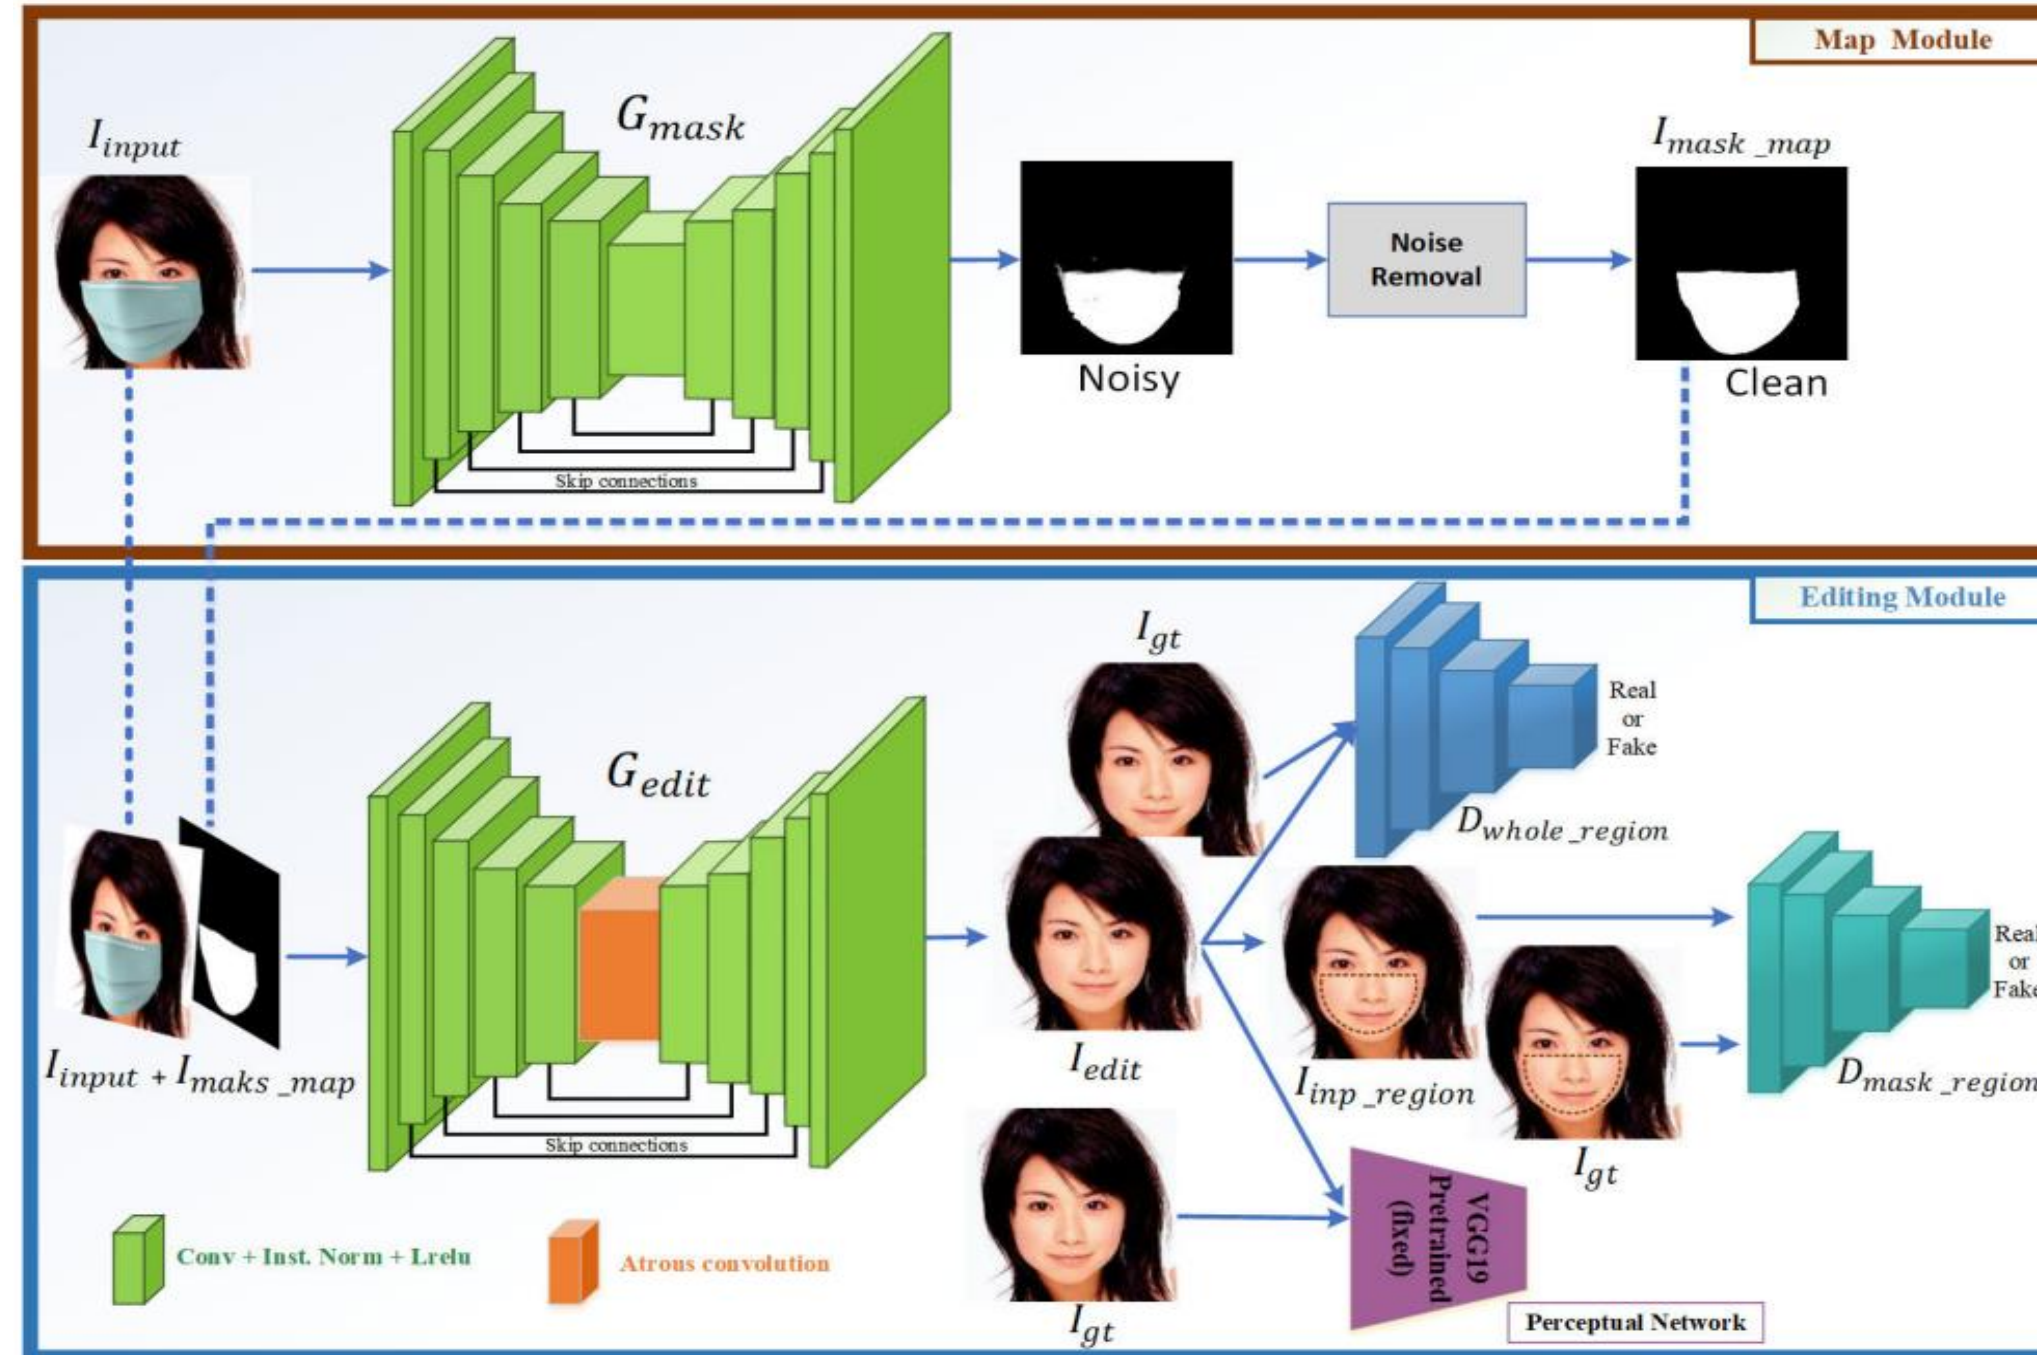 Map Module
I_input
G_mask
I_mask_map
Noise
Removal
Noisy
Clean
Skip connections
Editing Module
I_gt
Real
or
Fake
G_edit
D_whole_region
Real
or
Fake
I_input + I_maks_map
I_edit
I_inp_region
D_mask_region
I_gt
Skip connections
VGG19
Pretrained
(fixed)
Conv + Inst. Norm + Lrelu
Atrous convolution
I_gt
Perceptual Network